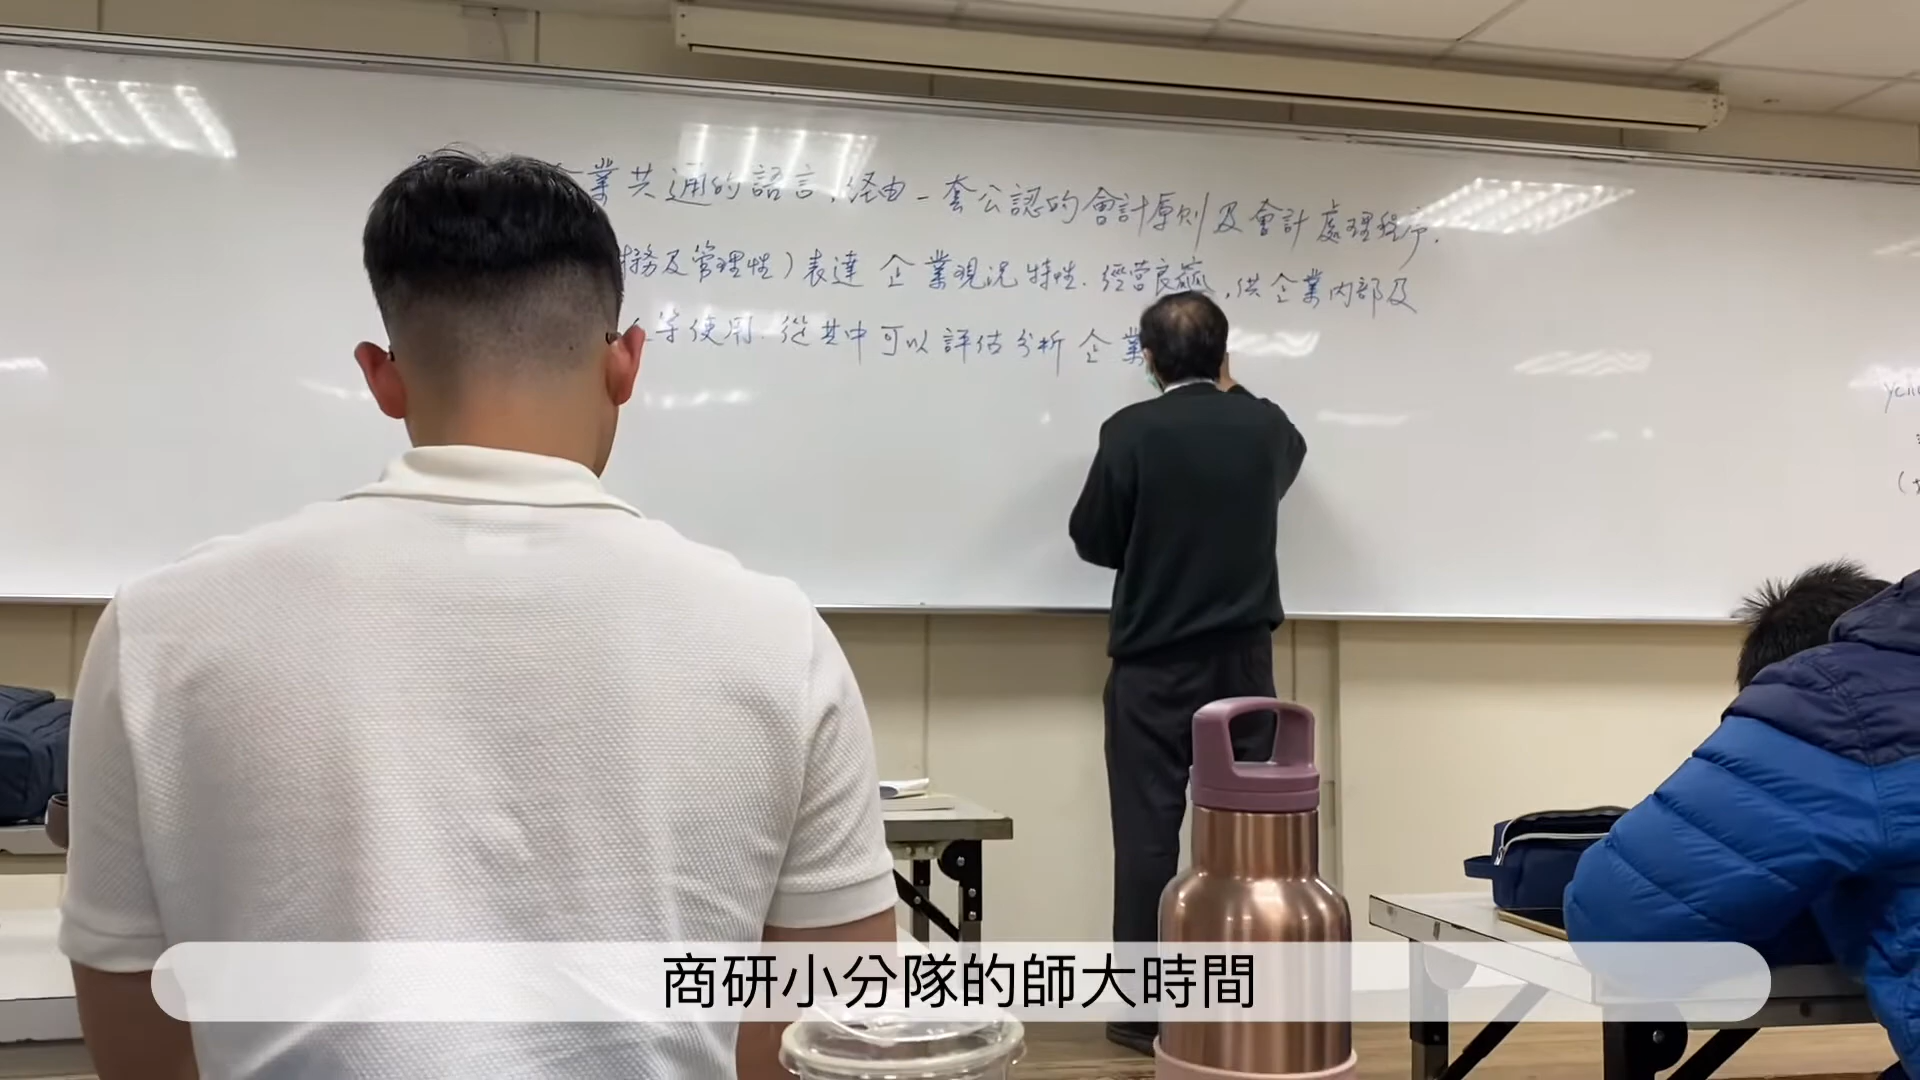 業共通的語言，經由一套公認的會計原則及會計處理程序．
務及管理性)表達企業現況特性．經營良窳，供企業內部及
等使用．從其中可以評估分析企業
商研小分隊的師大時間